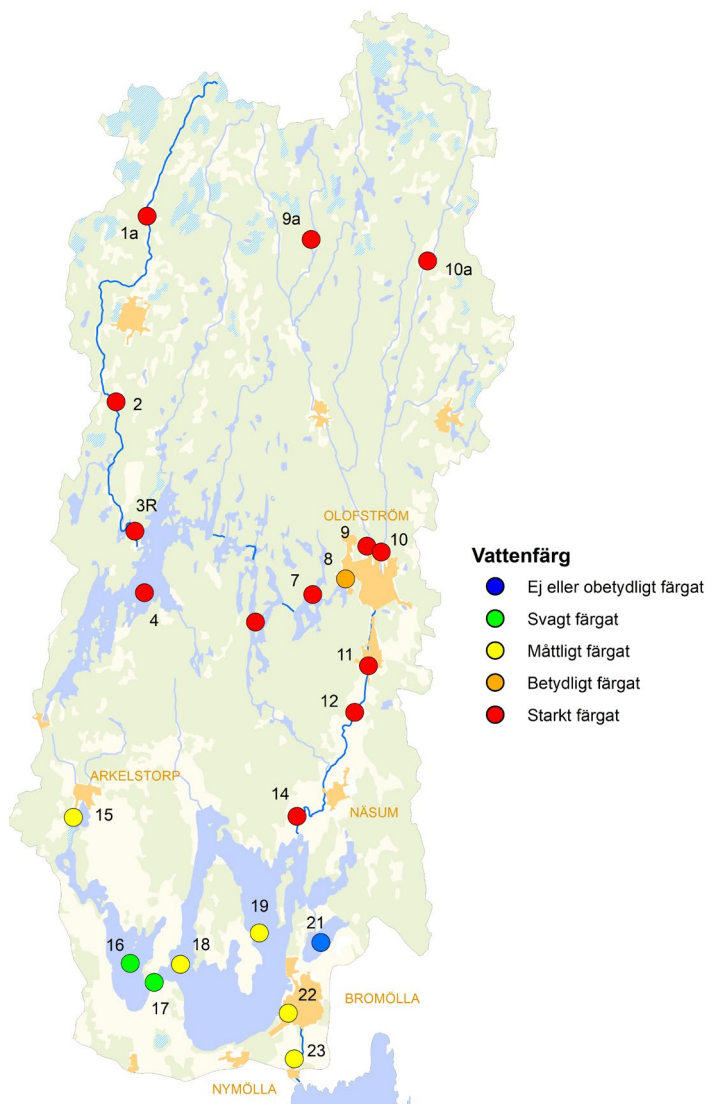 1a
9a
10a
2
3R
OLOFSTRÖM
9
10
8
7
4
11
12
14
ARKELSTORP
NÄSUM
15
19
21
16
18
17
22
BROMÖLLA
23
NYMÖLLA
Vattenfärg
Ej eller obetydligt färgat
Svagt färgat
Måttligt färgat
Betydligt färgat
Starkt färgat